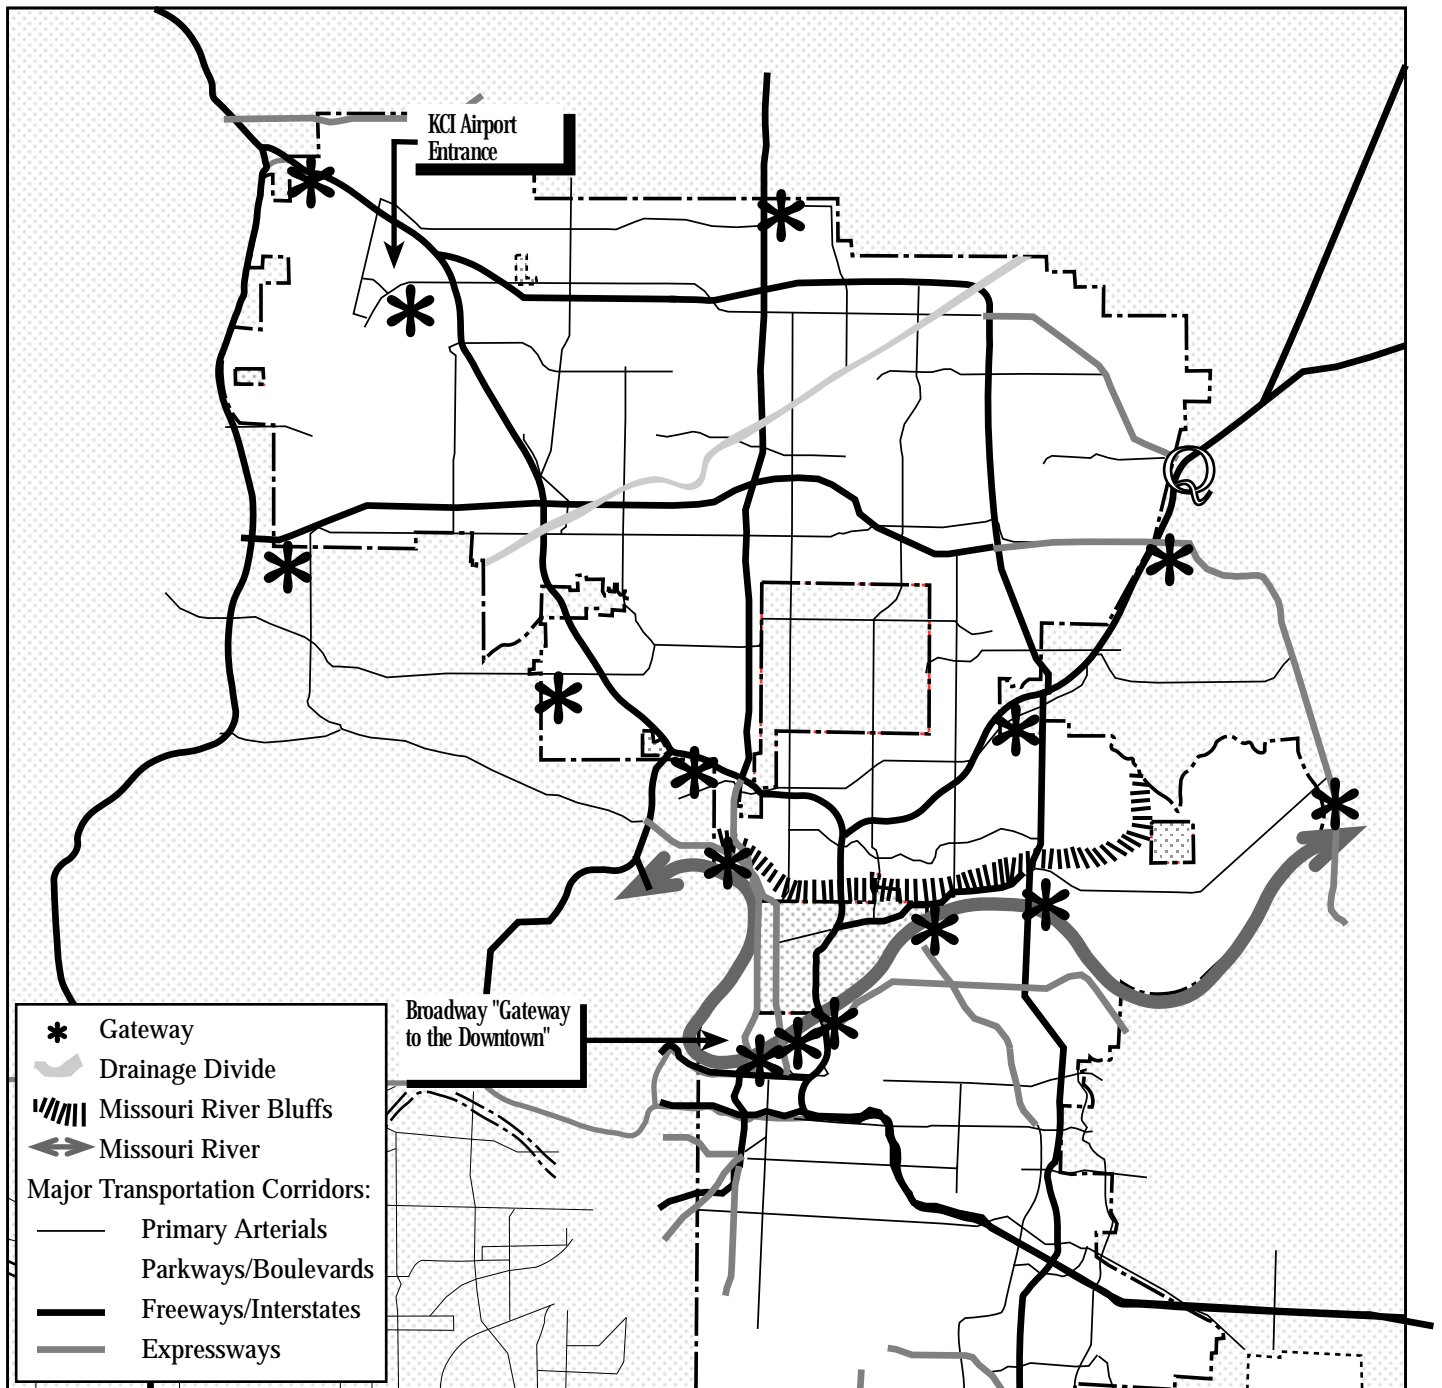 KCI Airport
Entrance
Broadway "Gateway
to the Downtown"
Gateway
Drainage Divide
Missouri River Bluffs
Missouri River
Major Transportation Corridors:
Primary Arterials
Parkways/Boulevards
Freeways/Interstates
Expressways